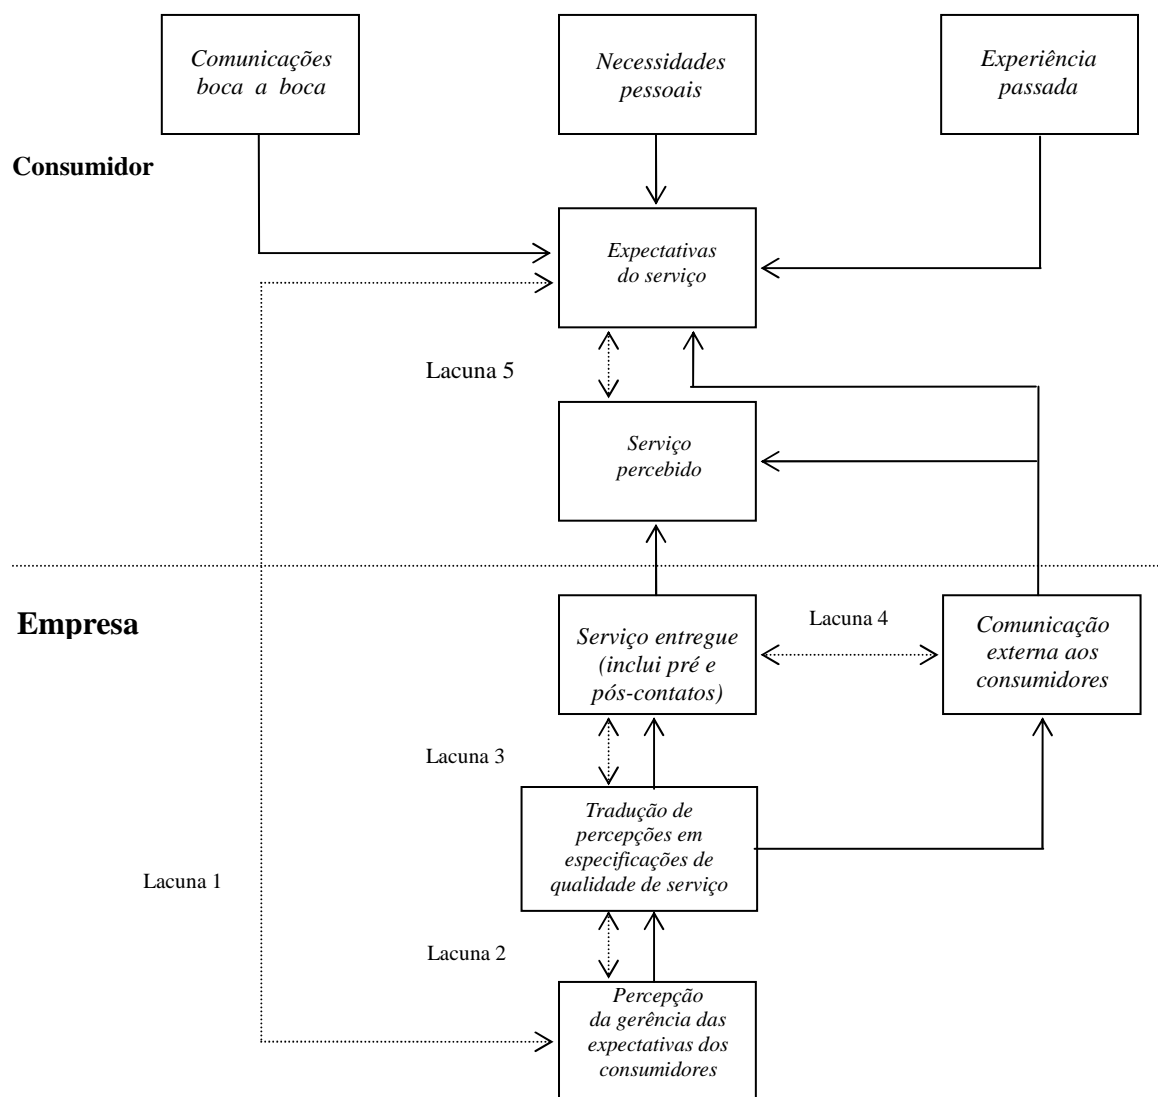 Comunicações
boca a boca
Necessidades
pessoais
Experiência
passada
Consumidor
Expectativas
do serviço
Lacuna 5
Serviço
percebido
Empresa
Serviço entregue
(inclui pré e
pós-contatos)
Lacuna 4
Comunicação
externa aos
consumidores
Lacuna 3
Tradução de
percepções em
especificações de
qualidade de serviço
Lacuna 1
Lacuna 2
Percepção
da gerência das
expectativas dos
consumidores